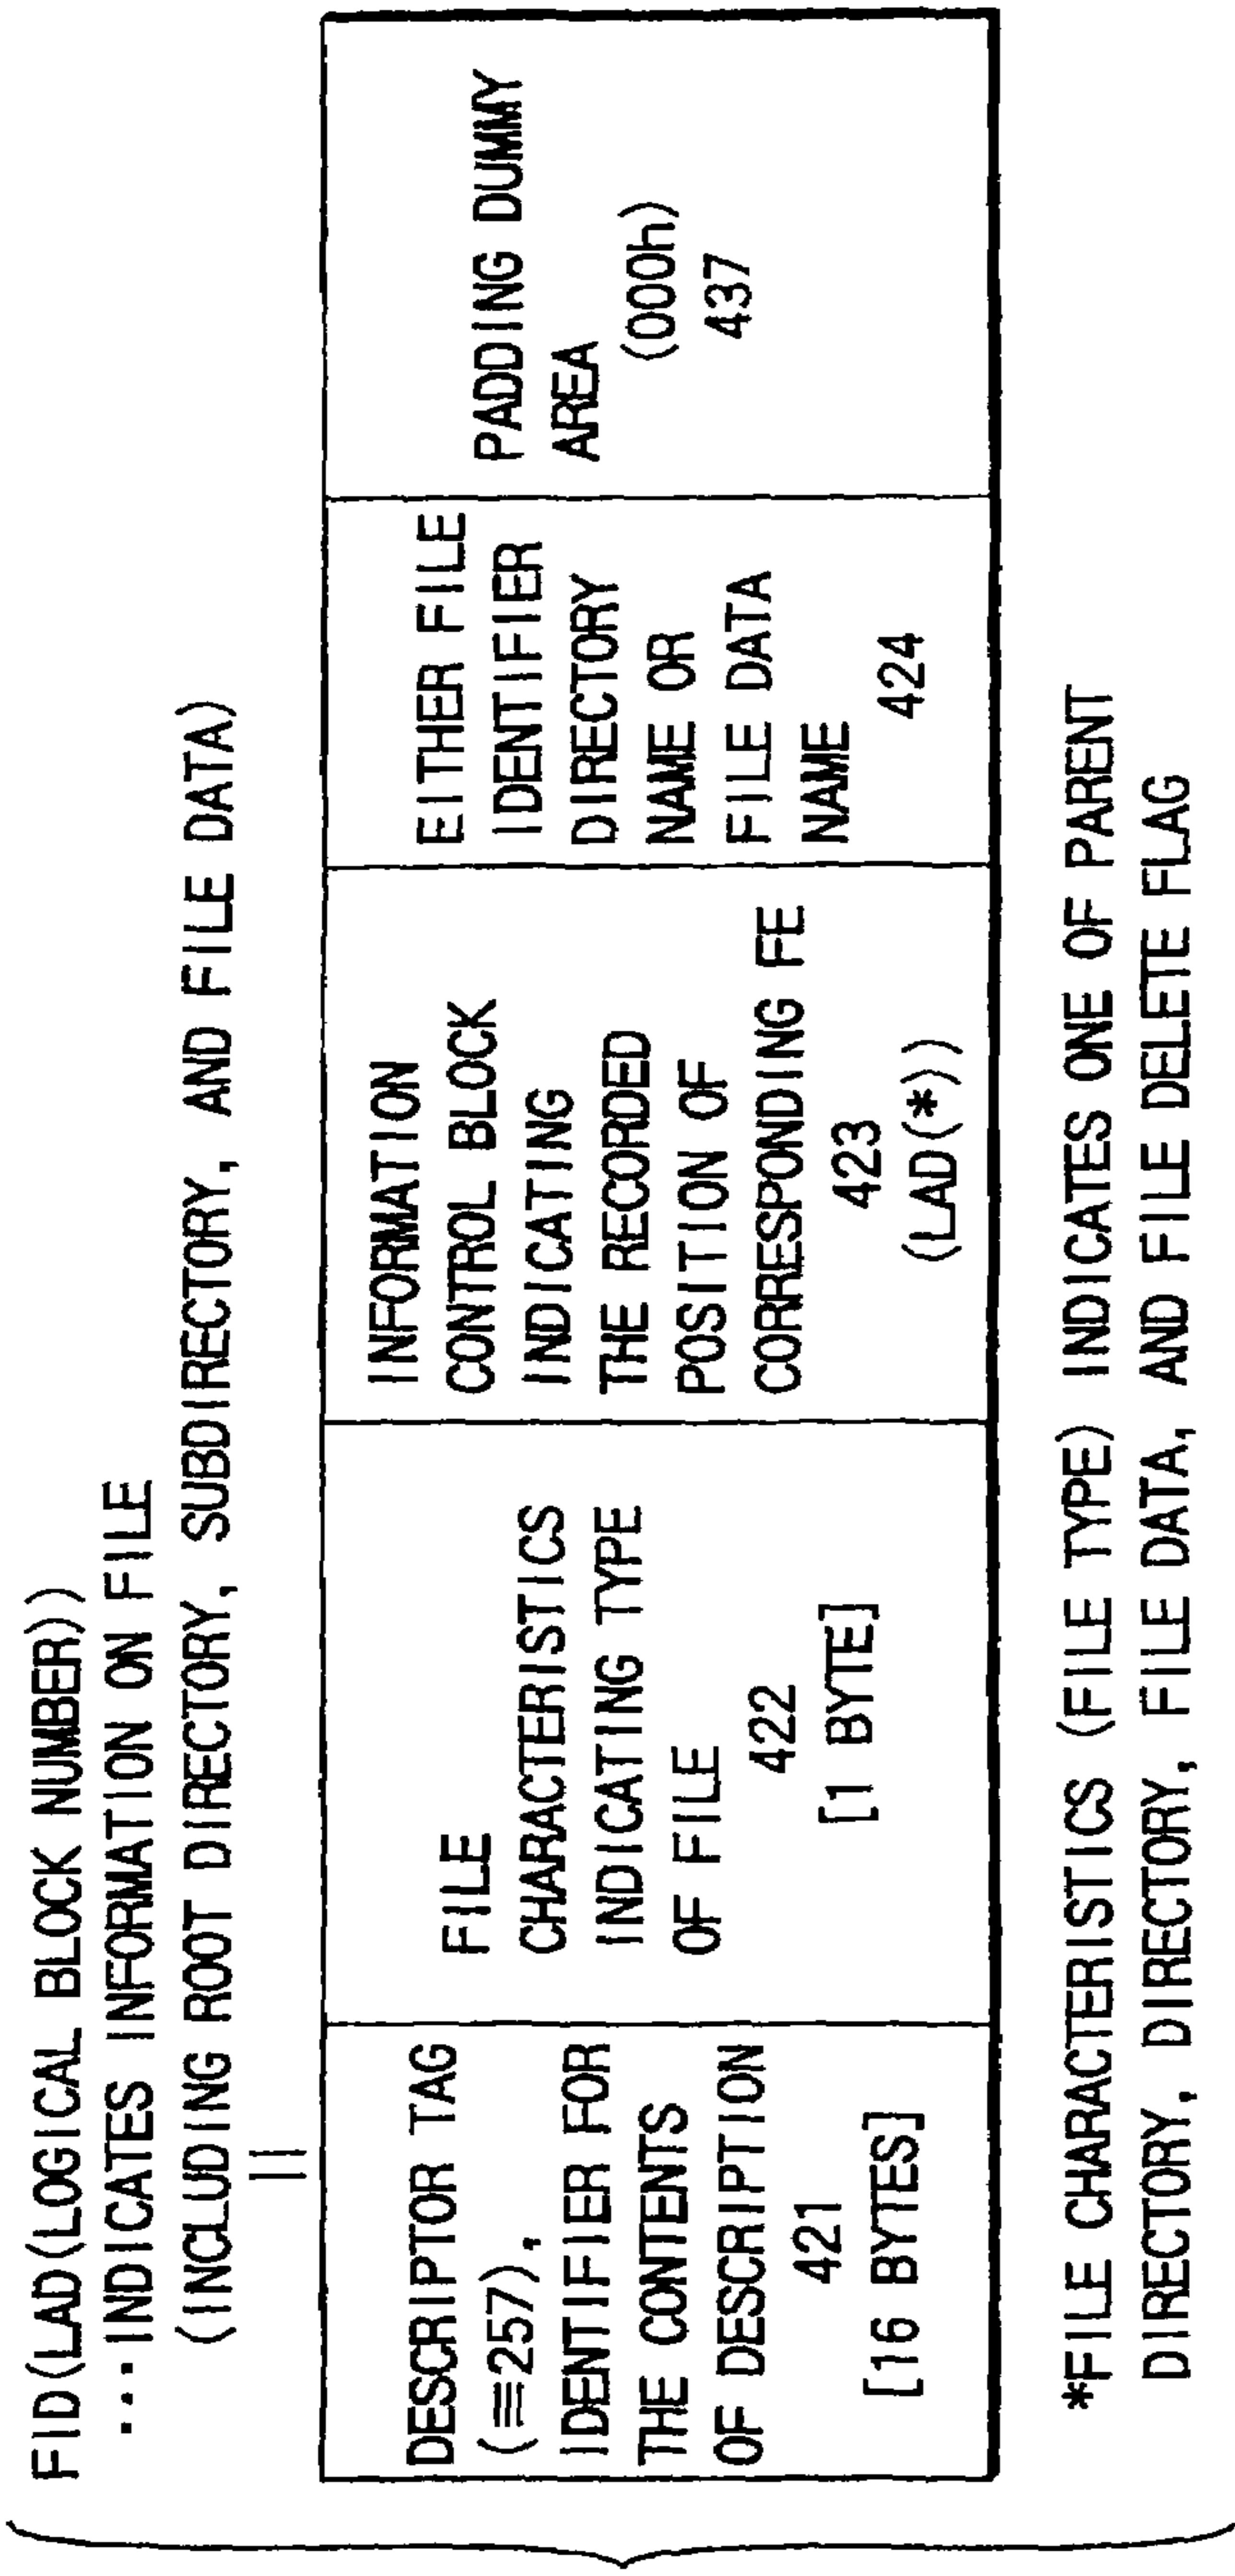 FID(LAD(LOGICAL BLOCK NUMBER))
···INDICATES INFORMATION ON FILE
(INCLUDING ROOT DIRECTORY, SUBDIRECTORY, AND FILE DATA)
||
DESCRIPTOR TAG
(≡257),
IDENTIFIER FOR
THE CONTENTS
OF DESCRIPTION
421
[16 BYTES]
FILE
CHARACTERISTICS
INDICATING TYPE
OF FILE
422
[1 BYTE]
INFORMATION
CONTROL BLOCK
INDICATING
THE RECORDED
POSITION OF
CORRESPONDING FE
423
(LAD(*))
EITHER FILE
IDENTIFIER
DIRECTORY
NAME OR
FILE DATA
NAME
424
PADDING DUMMY
AREA
(000h)
437
*FILE CHARACTERISTICS (FILE TYPE) INDICATES ONE OF PARENT
DIRECTORY, DIRECTORY, FILE DATA, AND FILE DELETE FLAG